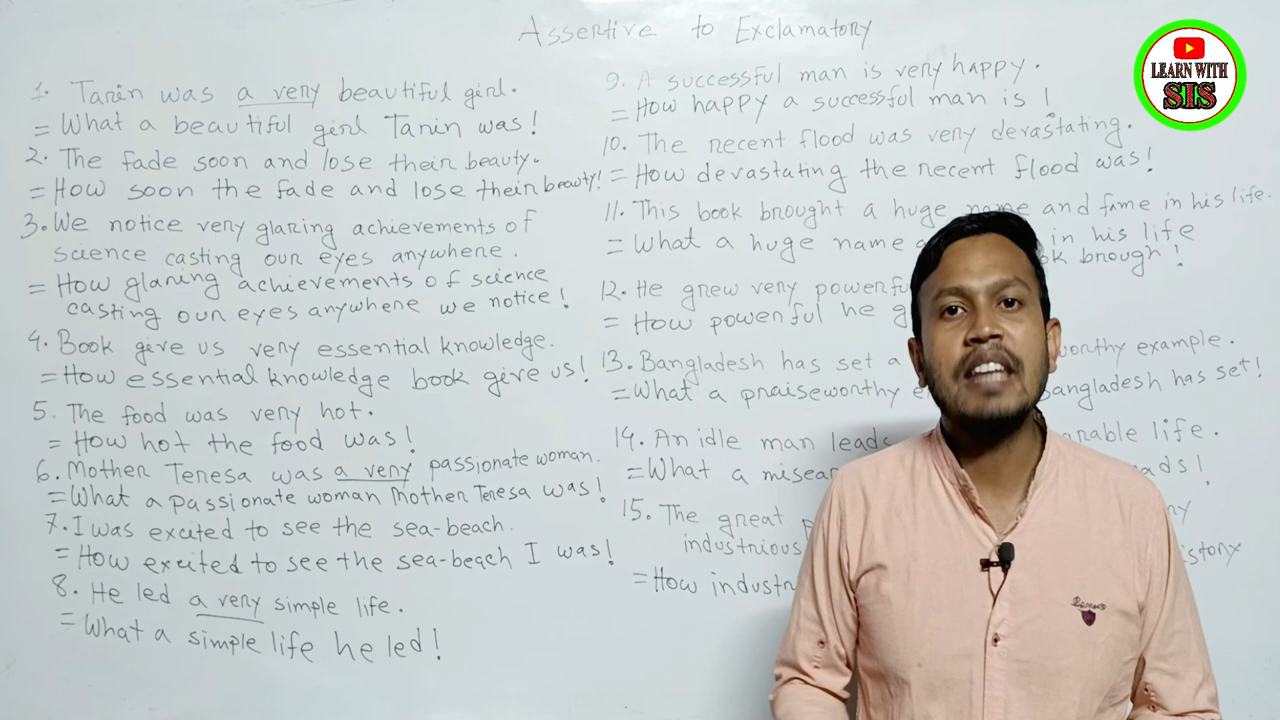 Assertive to Exclamatory
1. Tanin was a very beautiful girl
= What a beautiful girl Tanin was!
2. The fade soon and lose their beauty.
= How soon the fade and lose their beauty!
3. We notice very glaring achievements of
science casting our eyes anywhere.
= How glaring achievements of science
casting our eyes anywhere we notice!
4. Book give us very essential knowledge.
= How essential knowledge book give us!
5. The food was very hot.
= How hot the food was!
6. Mother Teresa was a very passionate woman.
= What a passionate woman Mother Teresa was!
7. I was excited to see the sea-beach.
= How excited to see the sea-beach I was!
8. He led a very simple life.
= What a simple life he led!
9. A successful man is very happy.
= How happy a successful man is!
10. The recent flood was very devastating.
= How devastating the recent flood was!
11. This book brought a huge name and fame in his life.
= What a huge name in his life
brough!
12. He grew very
= How powerful he
13. Bangladesh has set a example.
= What a praiseworthy Bangladesh has set!
14. An idle man leads life.
= What a
15. The great
industrious
= How
LEARN WITH
SIS